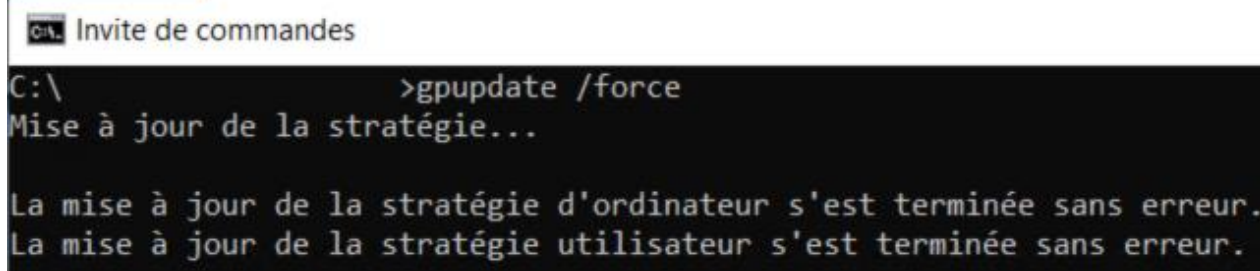 Invite de commandes
C:\ >gpupdate /force
Mise à jour de la stratégie...
La mise à jour de la stratégie d'ordinateur s'est terminée sans erreur.
La mise à jour de la stratégie utilisateur s'est terminée sans erreur.